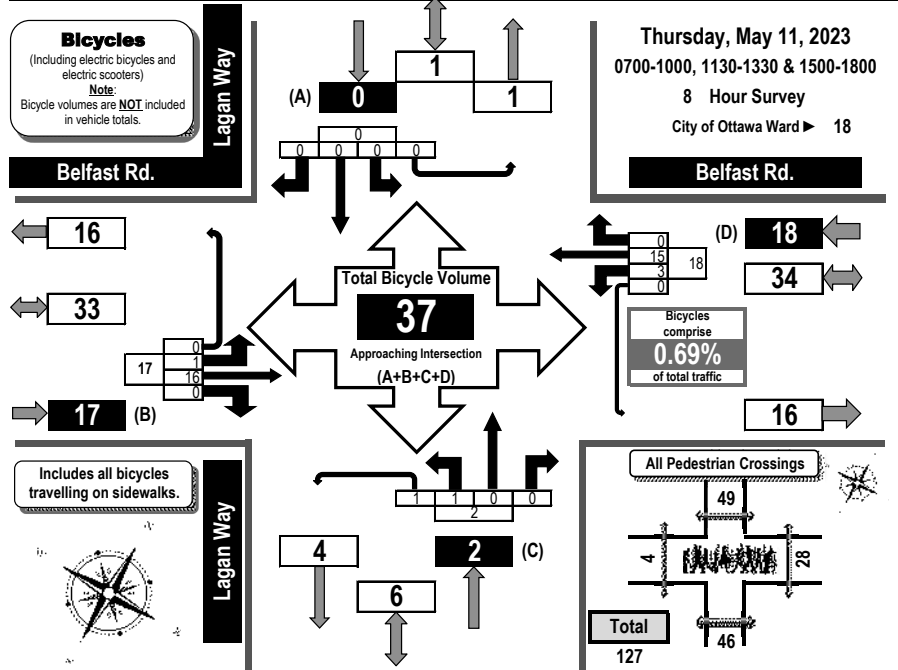 Bicycles
(Including electric bicycles and
electric scooters)
Note:
Bicycle volumes are NOT included
in vehicle totals.
Lagan Way
Belfast Rd.
1
(A) 0
1
0
0 0 0 0
Thursday, May 11, 2023
0700-1000, 1130-1330 & 1500-1800
8 Hour Survey
City of Ottawa Ward ► 18
Belfast Rd.
16
33
17
0
1
16
0
17 (B)
Total Bicycle Volume
37
Approaching Intersection
(A+B+C+D)
0
15
3
0
18
(D) 18
34
Bicycles
comprise
0.69%
of total traffic
16
Includes all bicycles
travelling on sidewalks.
Lagan Way
1 1 0 0
2
4
2 (C)
6
All Pedestrian Crossings
49
4
28
46
Total
127